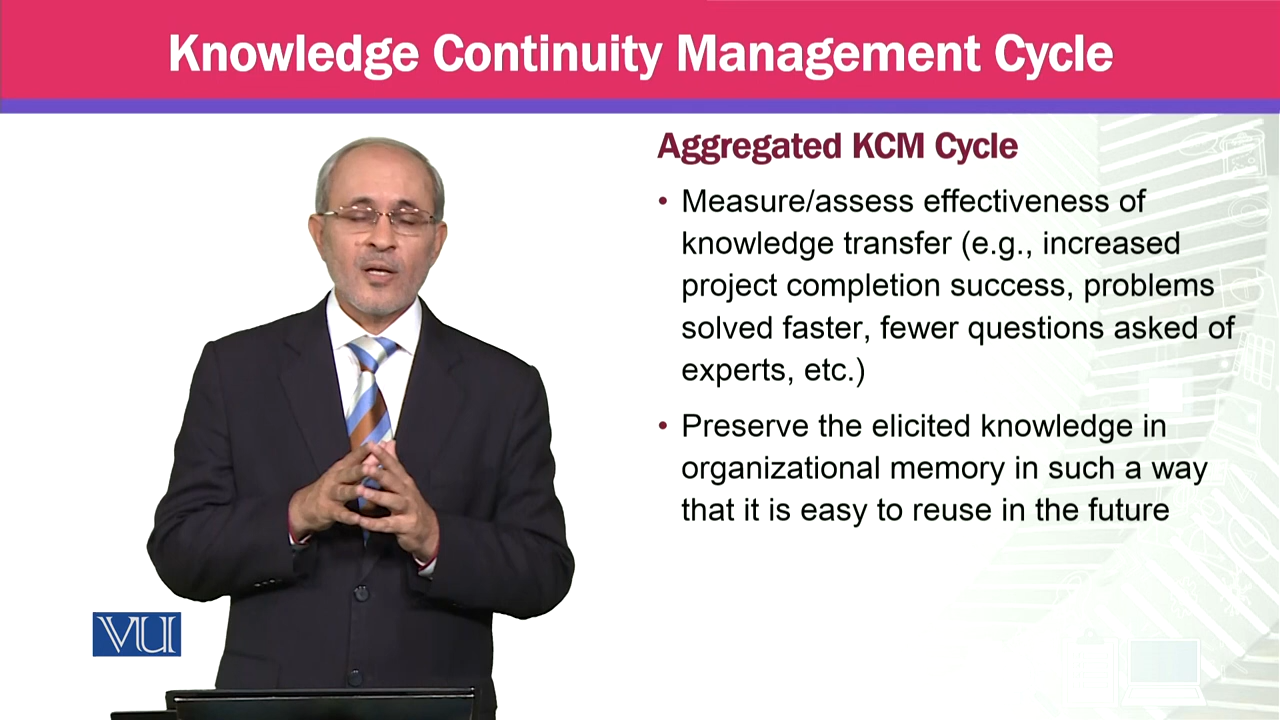 Knowledge Continuity Management Cycle
Aggregated KCM Cycle
• Measure/assess effectiveness of
knowledge transfer (e.g., increased
project completion success, problems
solved faster, fewer questions asked of
experts, etc.)
• Preserve the elicited knowledge in
organizational memory in such a way
that it is easy to reuse in the future
VU